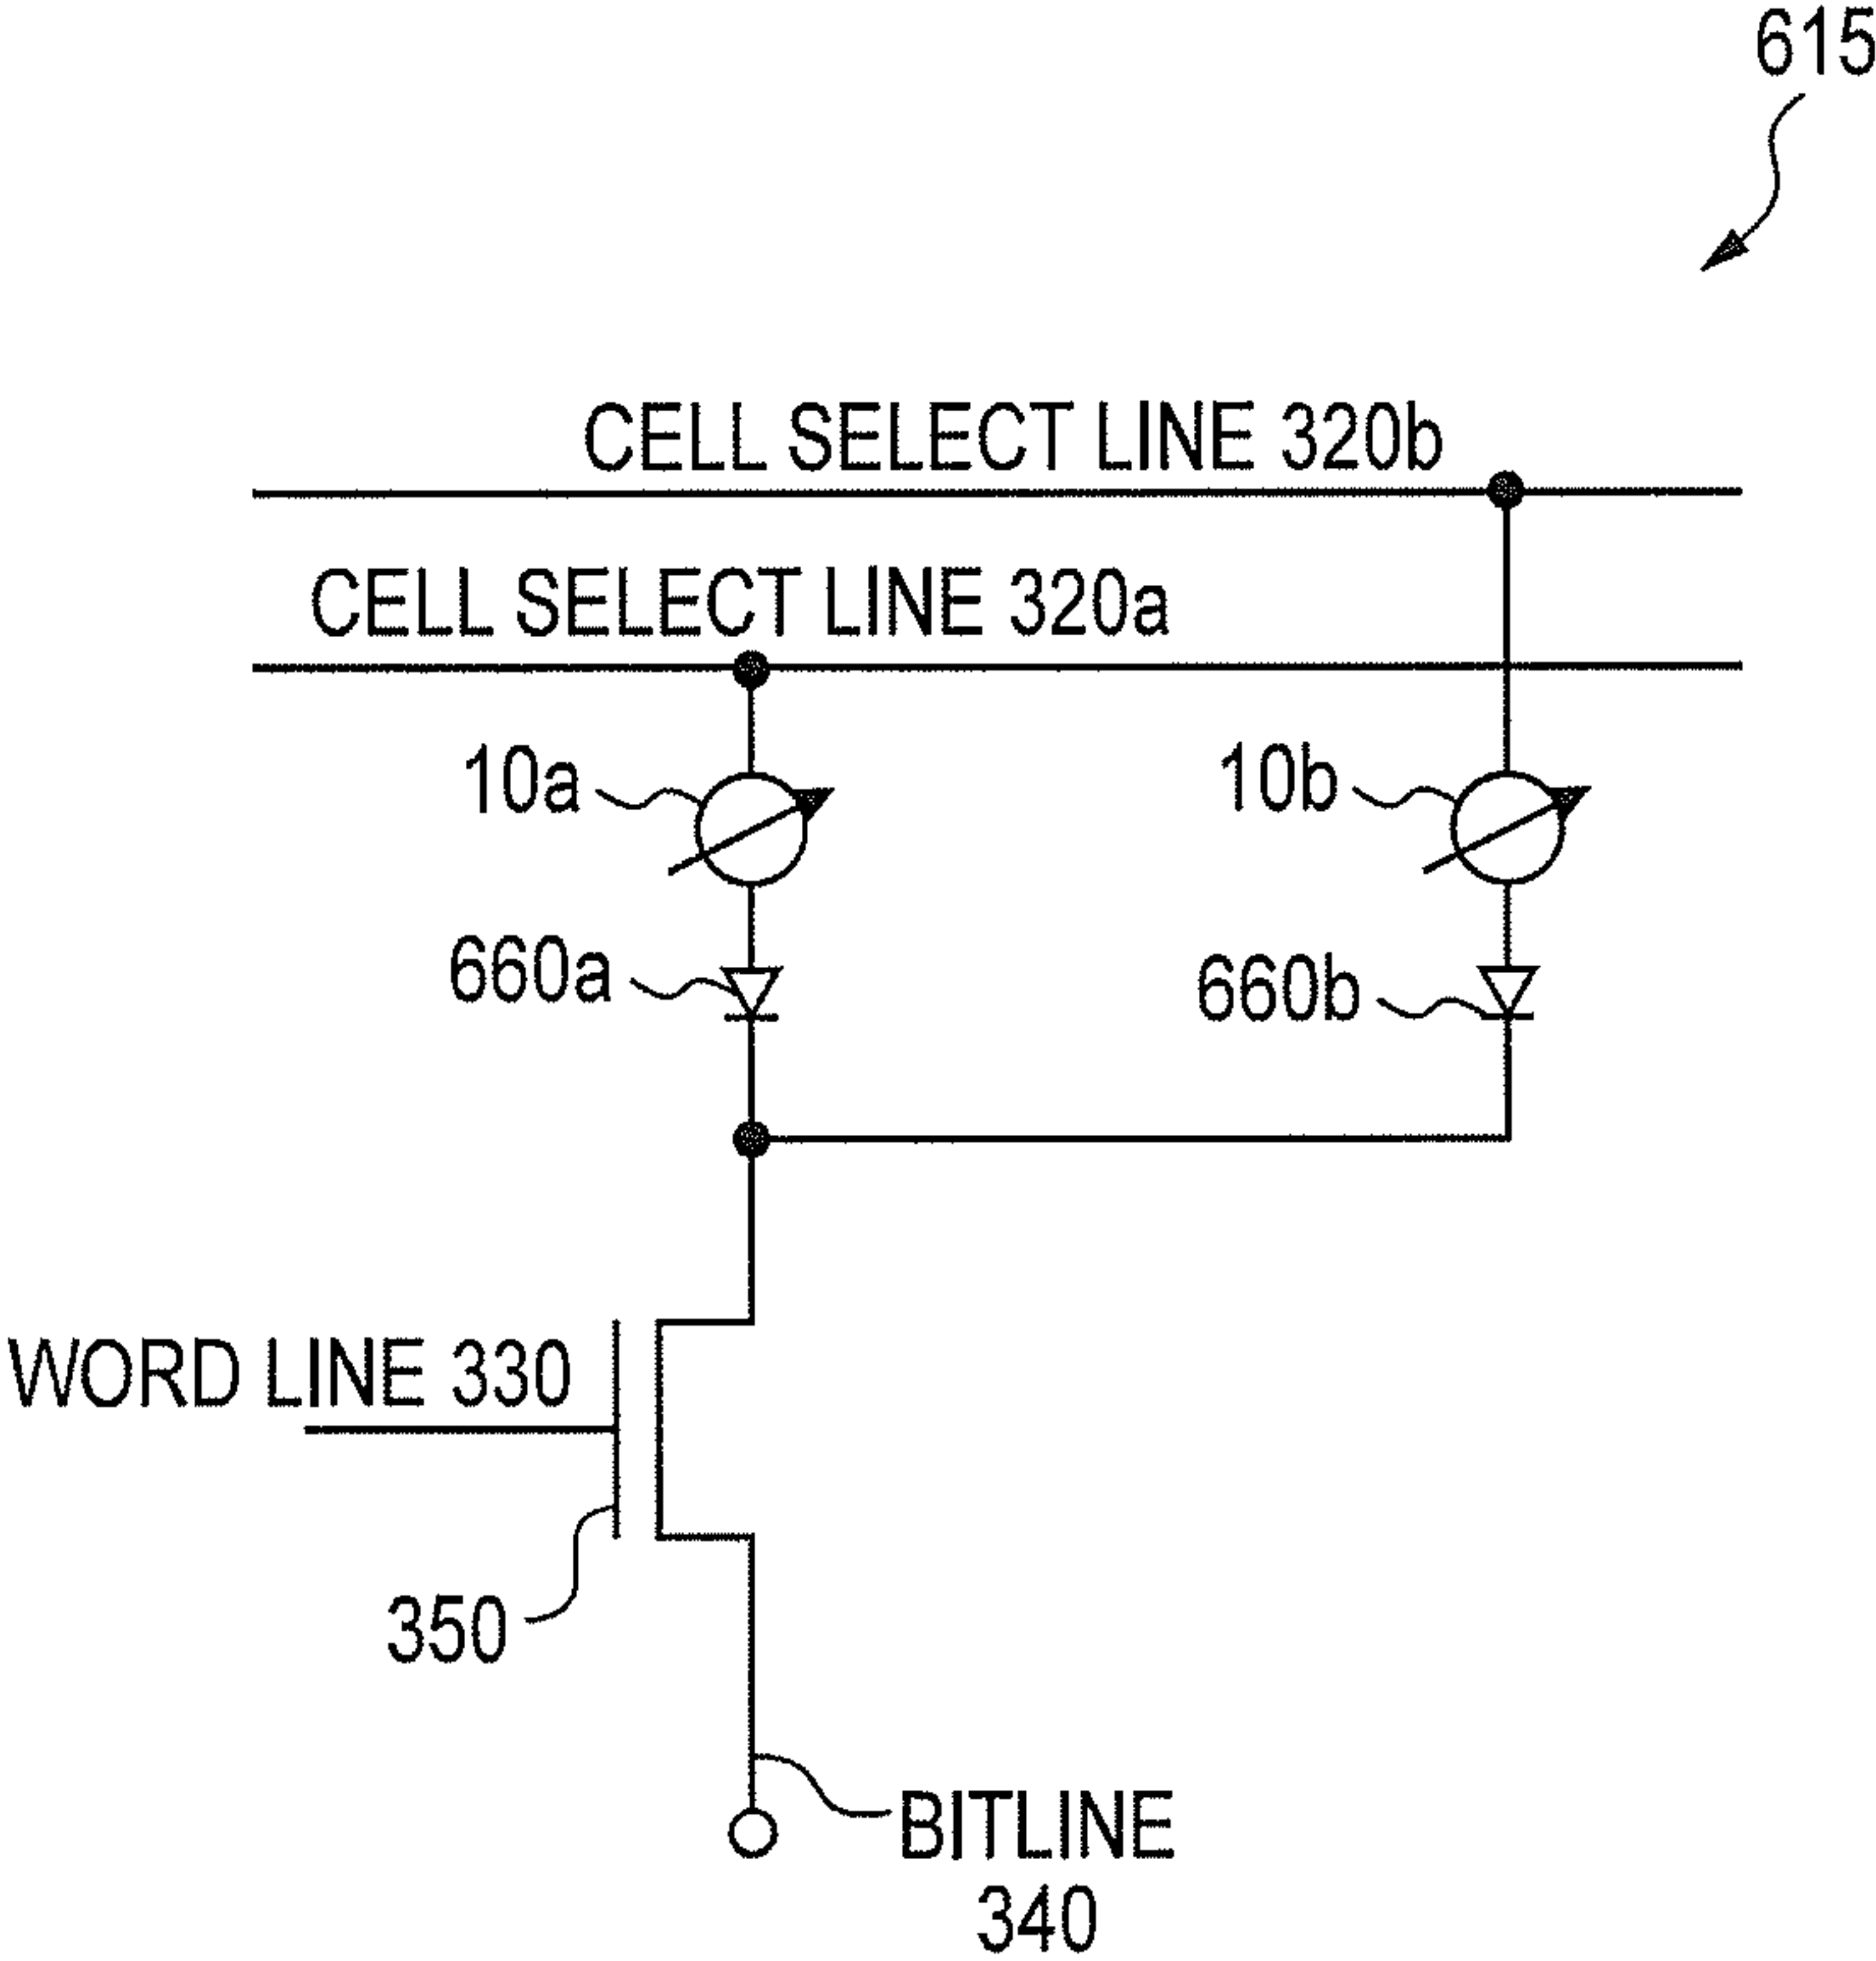 615
CELL SELECT LINE 320b
CELL SELECT LINE 320a
10a
10b
660a
660b
WORD LINE 330
350
BITLINE
340